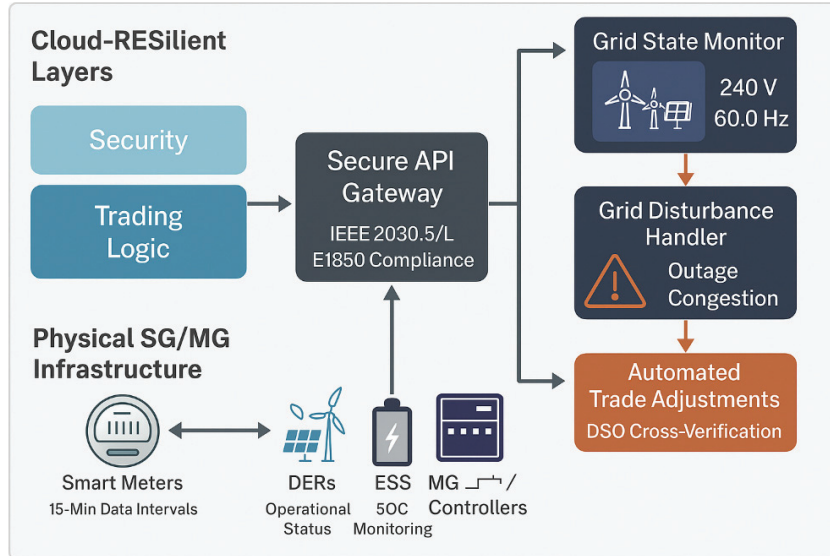 Cloud-RESilient
Layers
Security
Trading
Logic
Secure API
Gateway
IEEE 2030.5/L
E1850 Compliance
Grid State Monitor
240 V
60.0 Hz
Grid Disturbance
Handler
Outage
Congestion
Automated
Trade Adjustments
DSO Cross-Verification
Physical SG/MG
Infrastructure
Smart Meters
15-Min Data Intervals
DERs
Operational
Status
ESS
5OC
Monitoring
MG /
Controllers